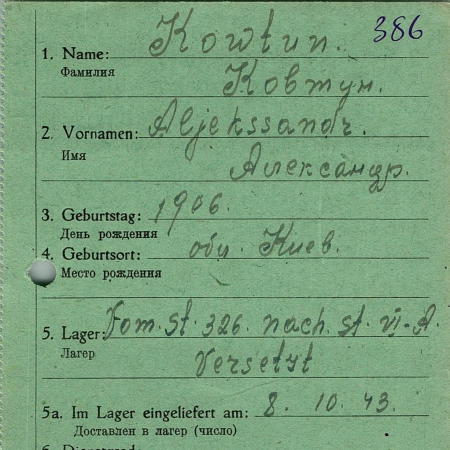 386
1. Name: Kowtun.
Фамилия Ковтун.
2. Vornamen: Aljekssandr.
Имя Александр.
3. Geburtstag: 1906.
День рождения
4. Geburtsort: обл. Киев.
Место рождения
5. Lager: Vom. St. 326. nach. St. VI-A.
Лагер Versetzt
5a. Im Lager eingeliefert am: 8. 10. 43.
Доставлен в лагер (число)